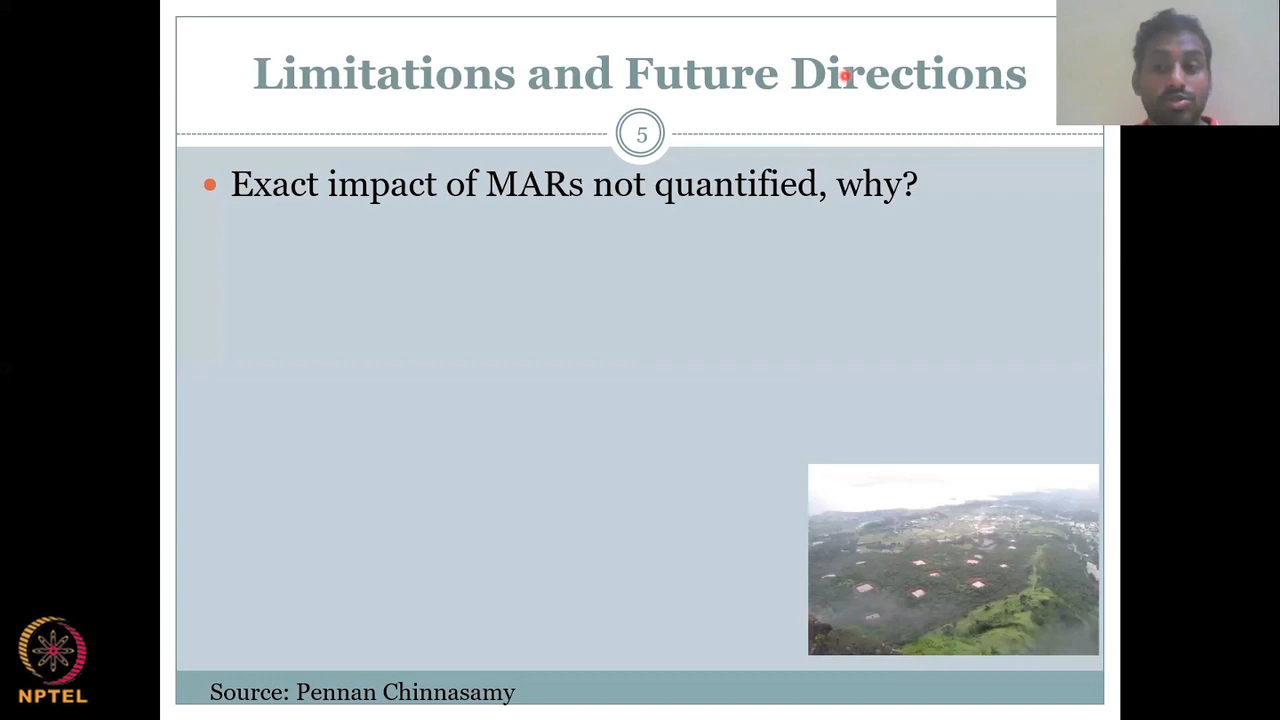 Limitations and Future Directions
5
Exact impact of MARs not quantified, why?
NPTEL
Source: Pennan Chinnasamy